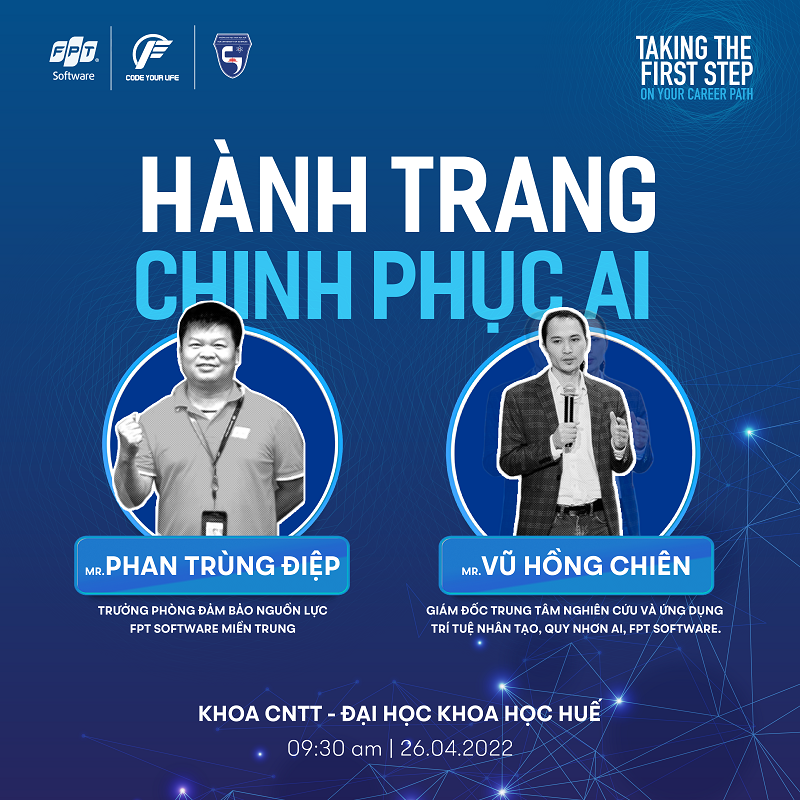 FPT
Software
CODE YOUR LIFE
TAKING THE
FIRST STEP
ON YOUR CAREER PATH
HÀNH TRANG
CHINH PHỤC AI
MR. PHAN TRÙNG ĐIỆP
TRƯỞNG PHÒNG ĐẢM BẢO NGUỒN LỰC
FPT SOFTWARE MIỀN TRUNG
MR. VŨ HỒNG CHIÊN
GIÁM ĐỐC TRUNG TÂM NGHIÊN CỨU VÀ ỨNG DỤNG
TRÍ TUỆ NHÂN TẠO, QUY NHƠN AI, FPT SOFTWARE.
KHOA CNTT - ĐẠI HỌC KHOA HỌC HUẾ
09:30 am | 26.04.2022